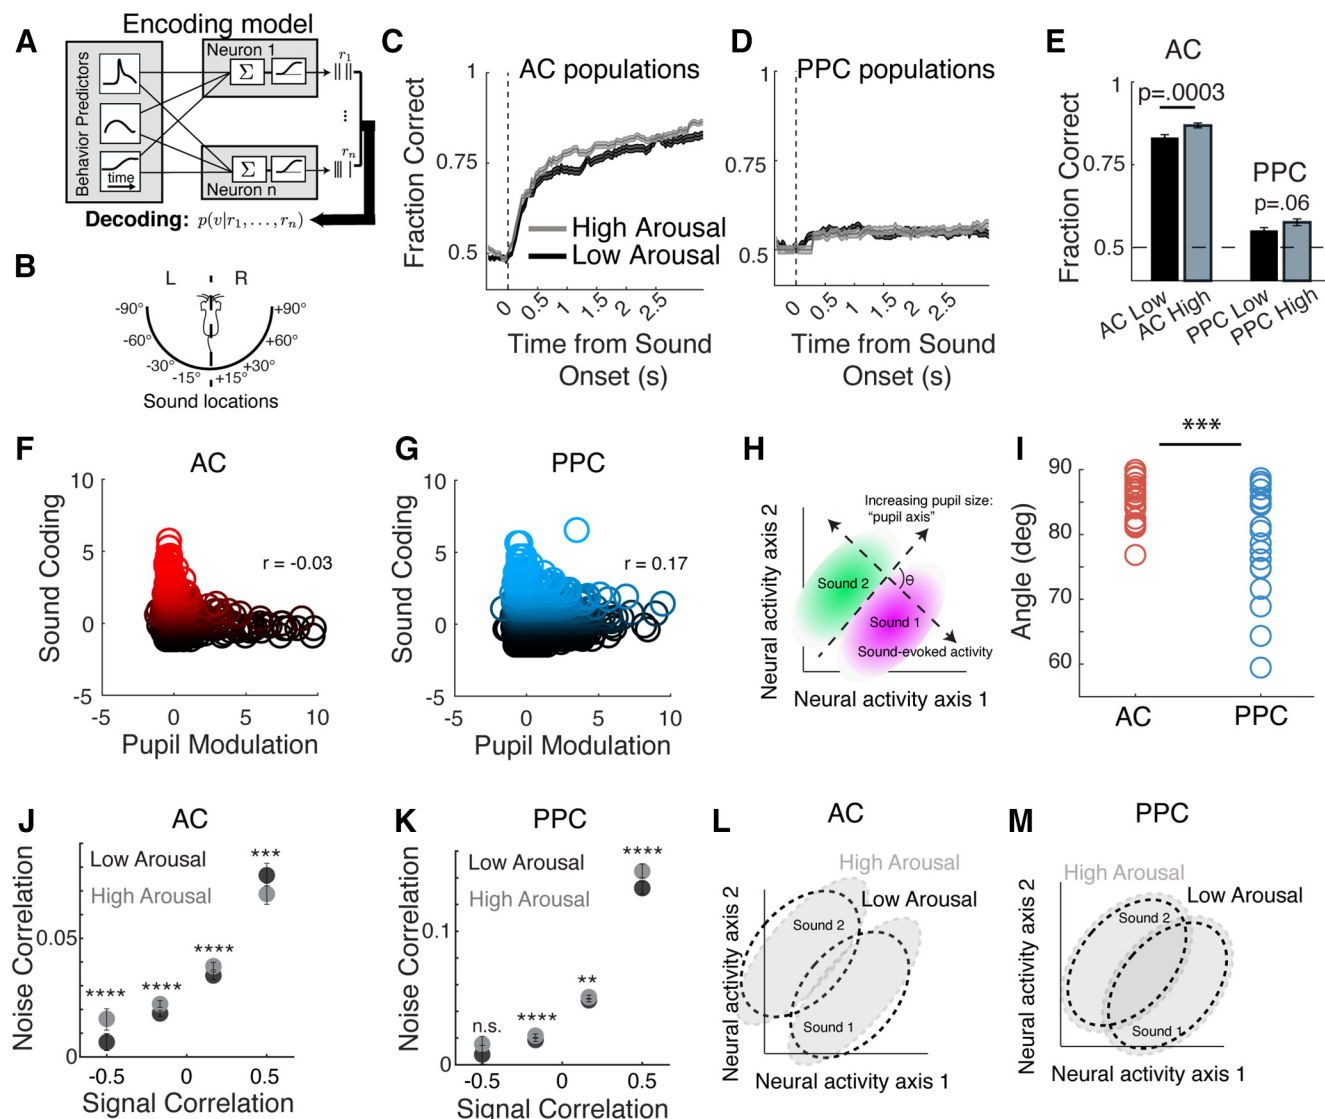 A
Encoding model
Behavior Predictors
time
Neuron 1
Σ
r1
...
Neuron n
Σ
rn
Decoding: p(v|r1, . . . , rn)
B
L R
-90° +90°
-60° +60°
-30° +30°
-15° +15°
Sound locations
C
AC populations
Fraction Correct
1
0.75
0.5
High Arousal
Low Arousal
0 0.5 1 2 2.5
Time from Sound
Onset (s)
D
PPC populations
1
0.75
0.5
0 0.5 1 2 2.5
Time from Sound
Onset (s)
E
AC
Fraction Correct
1
0.75
0.5
p=.0003
PPC
p=.06
AC Low
AC High
PPC Low
PPC High
F
AC
Sound Coding
10
5
0
-5
r = -0.03
-5 0 5 10
Pupil Modulation
G
PPC
Sound Coding
10
5
0
-5
r = 0.17
-5 0 5 10
Pupil Modulation
H
Neural activity axis 2
Increasing pupil size:
"pupil axis"
Sound 2
θ
Sound 1
Sound-evoked activity
Neural activity axis 1
I
***
Angle (deg)
90
80
70
60
AC PPC
J
AC
Noise Correlation
Low Arousal
High Arousal
0.05
0
****
****
****
***
-0.5 0 0.5
Signal Correlation
K
PPC
Noise Correlation
Low Arousal
High Arousal
0.1
0
n.s.
****
**
****
-0.5 0 0.5
Signal Correlation
L
AC
Neural activity axis 2
High Arousal
Low Arousal
Sound 2
Sound 1
Neural activity axis 1
M
PPC
Neural activity axis 2
High Arousal
Low Arousal
Sound 2
Sound 1
Neural activity axis 1